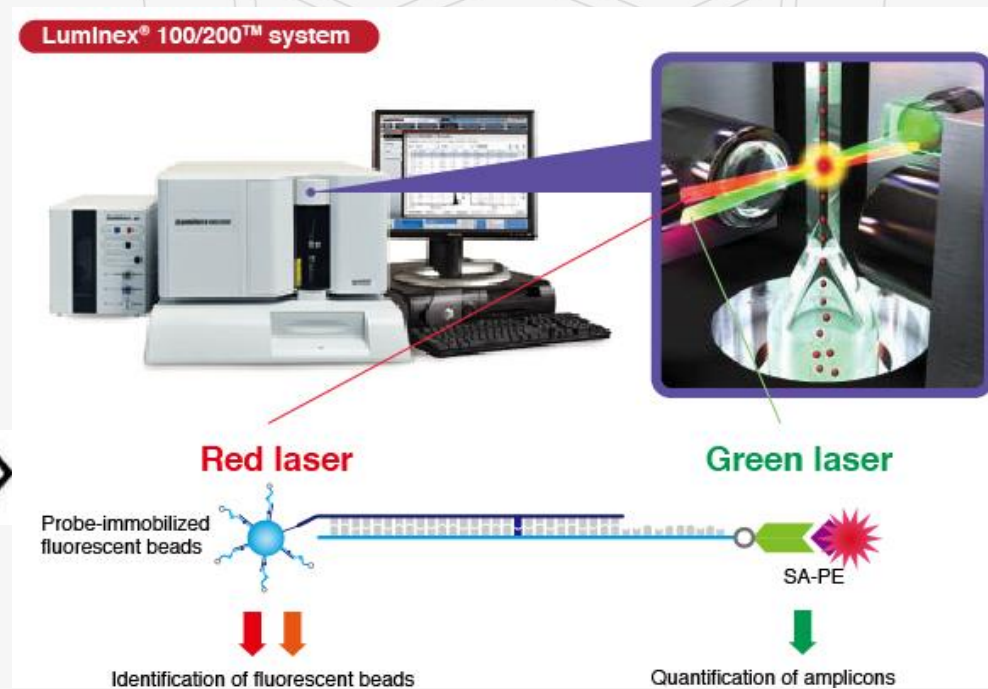 Luminex® 100/200™ system
Red laser
Green laser
Probe-immobilized
fluorescent beads
SA-PE
Identification of fluorescent beads
Quantification of amplicons